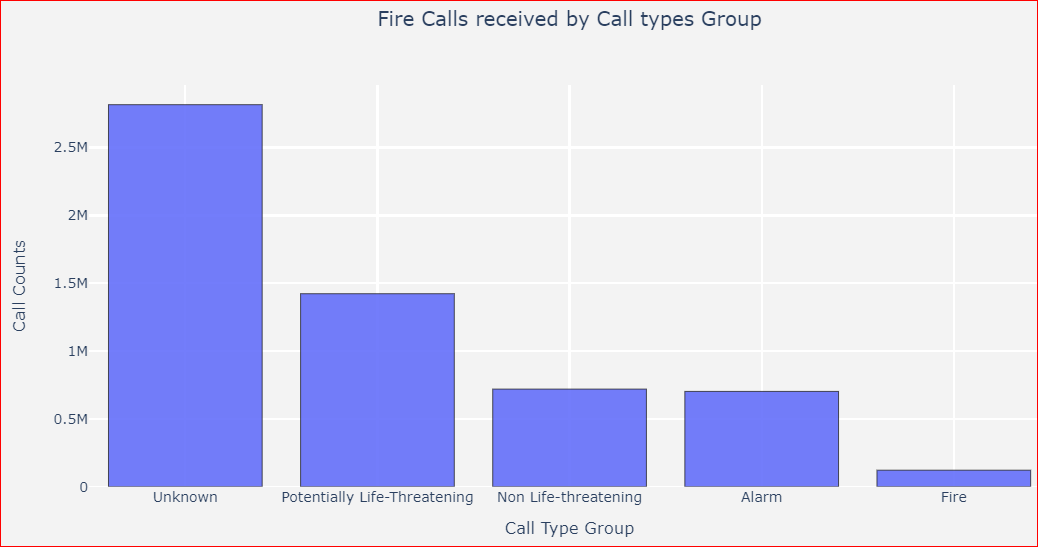 Fire Calls received by Call types Group
2.5M
2M
1.5M
1M
0.5M
0
Call Counts
Unknown
Potentially Life-Threatening
Non Life-threatening
Alarm
Fire
Call Type Group